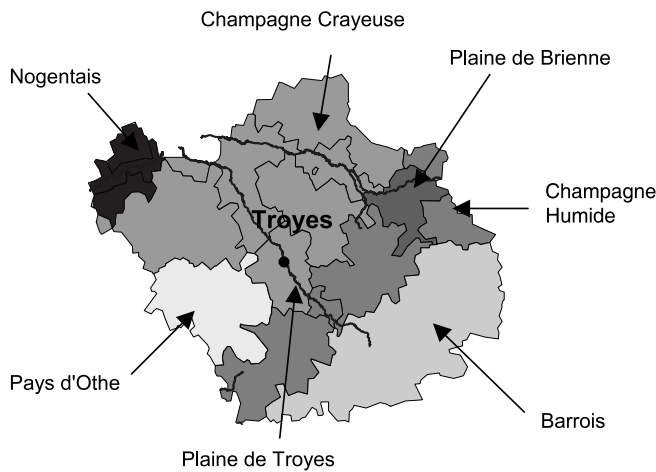 Champagne Crayeuse
Plaine de Brienne
Nogentais
Champagne
Humide
Troyes
Pays d'Othe
Barrois
Plaine de Troyes